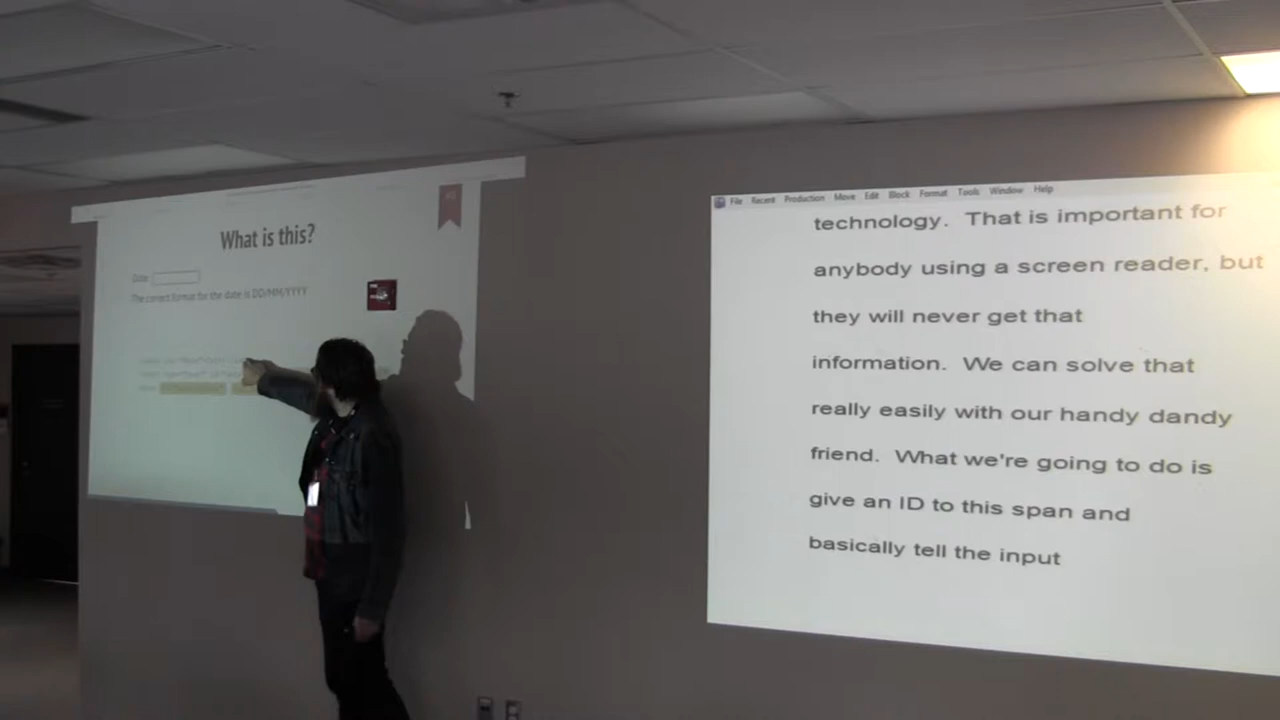 What is this?
Date
The correct format for the date is DD/MM/YYYY
File Recent Production Move Edit Block Format Tools Window Help
technology. That is important for
anybody using a screen reader, but
they will never get that
information. We can solve that
really easily with our handy dandy
friend. What we're going to do is
give an ID to this span and
basically tell the input